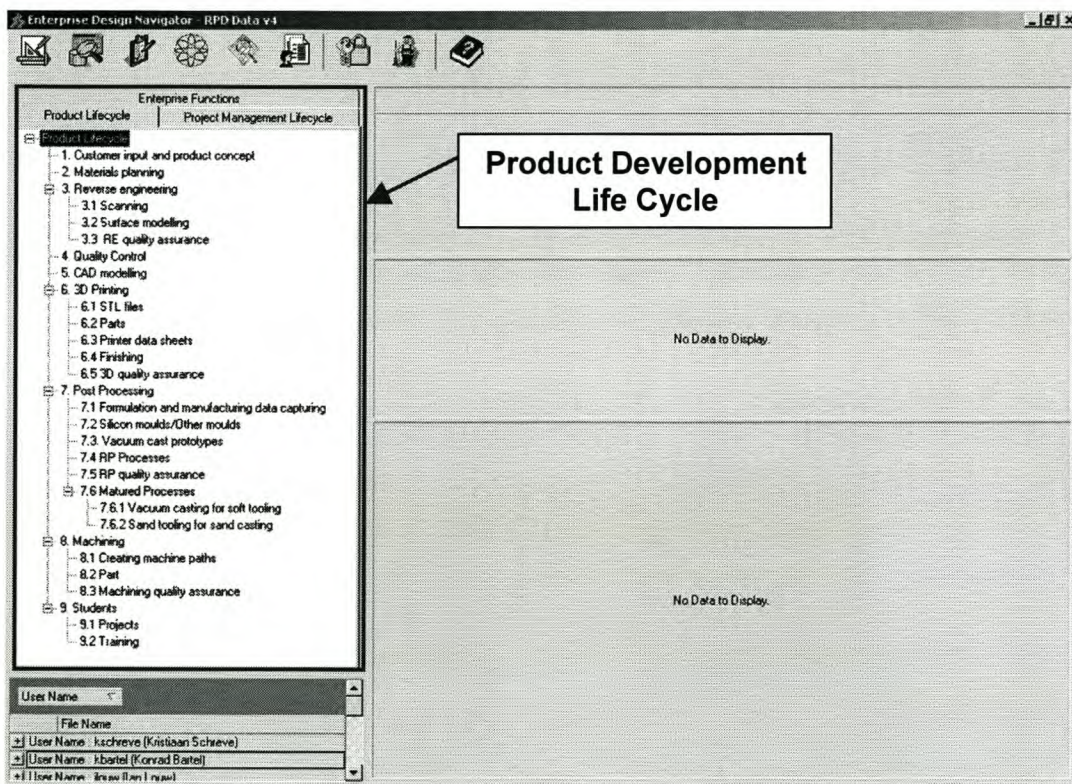 Enterprise Design Navigator - RPD Data v4
Enterprise Functions
Product Lifecycle
Project Management Lifecycle
Product Lifecycle
1. Customer input and product concept
2. Materials planning
3. Reverse engineering
3.1 Scanning
3.2 Surface modelling
3.3 RE quality assurance
4. Quality Control
5. CAD modelling
6. 3D Printing
6.1 STL files
6.2 Parts
6.3 Printer data sheets
6.4 Finishing
6.5 3D quality assurance
7. Post Processing
7.1 Formulation and manufacturing data capturing
7.2 Silicon moulds/Other moulds
7.3. Vacuum cast prototypes
7.4 RP Processes
7.5 RP quality assurance
7.6 Matured Processes
7.6.1 Vacuum casting for soft tooling
7.6.2 Sand tooling for sand casting
8. Machining
8.1 Creating machine paths
8.2 Part
8.3 Machining quality assurance
9. Students
9.1 Projects
9.2 Training
Product Development
Life Cycle
No Data to Display.
No Data to Display.
User Name
File Name
User Name : kschreve (Kristiaan Schreve)
User Name : kbartel (Konrad Bartel)
User Name : ilouw (Ian Louw)